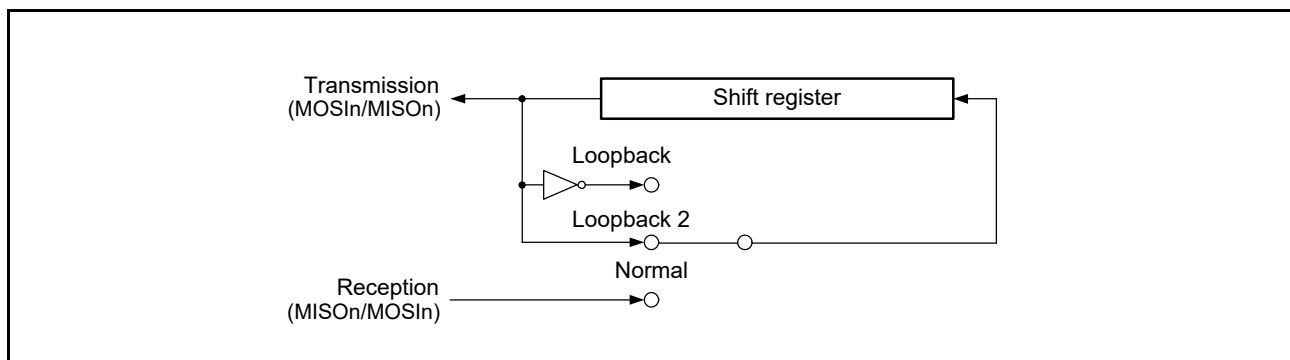 Transmission
(MOSIn/MISOn)
Shift register
Loopback
Loopback 2
Normal
Reception
(MISOn/MOSIn)